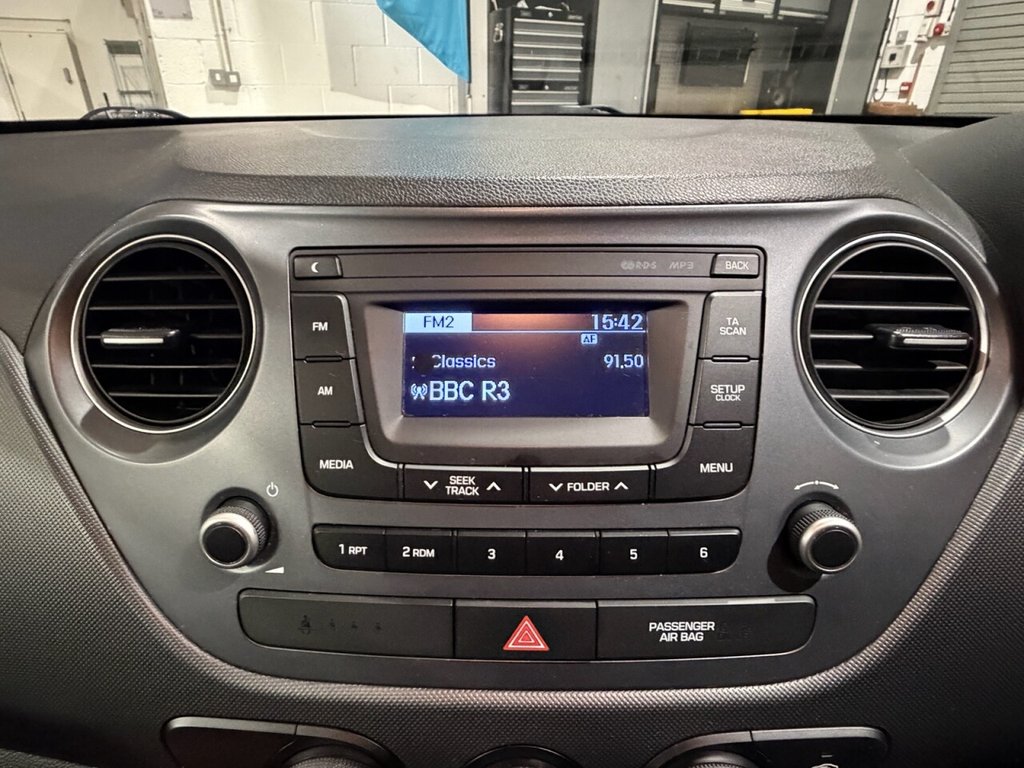 RDS MP3 BACK
FM
AM
MEDIA
FM2 15:42
AF
Classics 91.50
BBC R3
TA
SCAN
SETUP
CLOCK
MENU
SEEK
TRACK
FOLDER
1 RPT 2 RDM 3 4 5 6
PASSENGER
AIR BAG